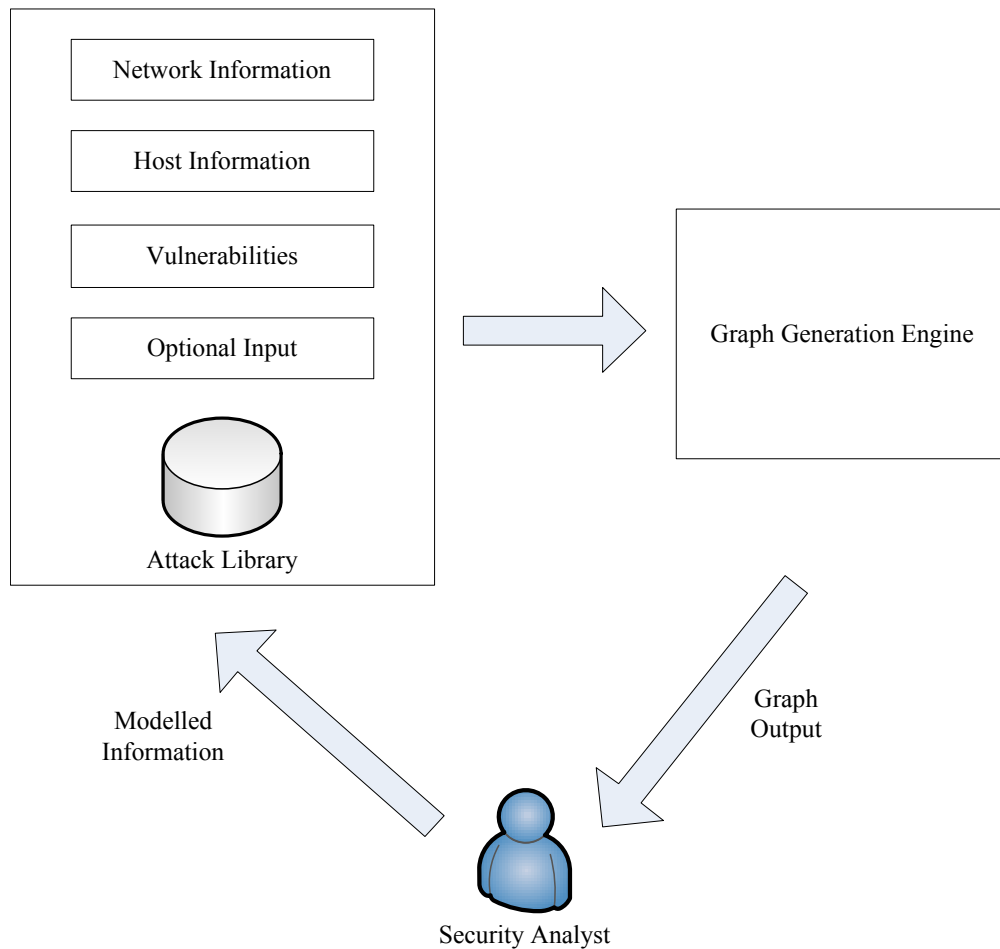 Network Information
Host Information
Vulnerabilities
Optional Input
Attack Library
Graph Generation Engine
Modelled
Information
Graph
Output
Security Analyst